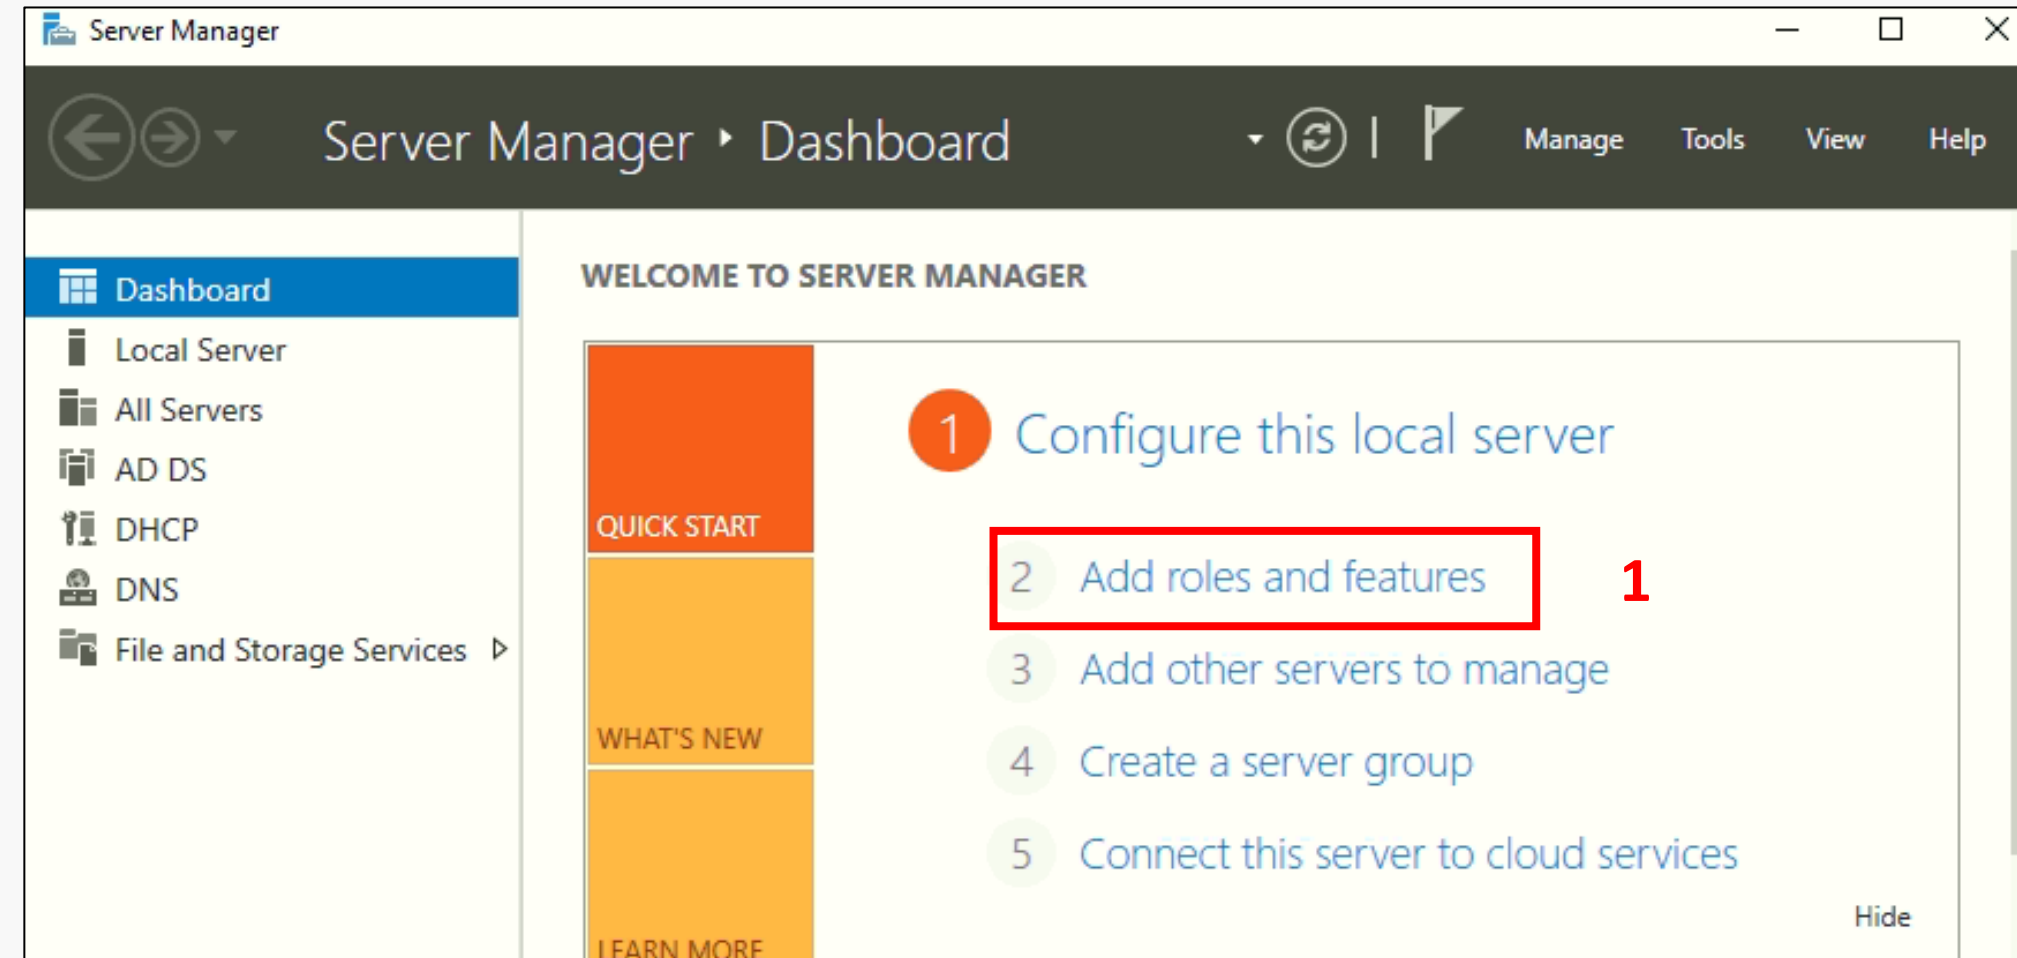 Server Manager
Server Manager ‣ Dashboard
Manage Tools View Help
Dashboard
Local Server
All Servers
AD DS
DHCP
DNS
File and Storage Services
WELCOME TO SERVER MANAGER
QUICK START
WHAT'S NEW
LEARN MORE
1 Configure this local server
2 Add roles and features 1
3 Add other servers to manage
4 Create a server group
5 Connect this server to cloud services
Hide